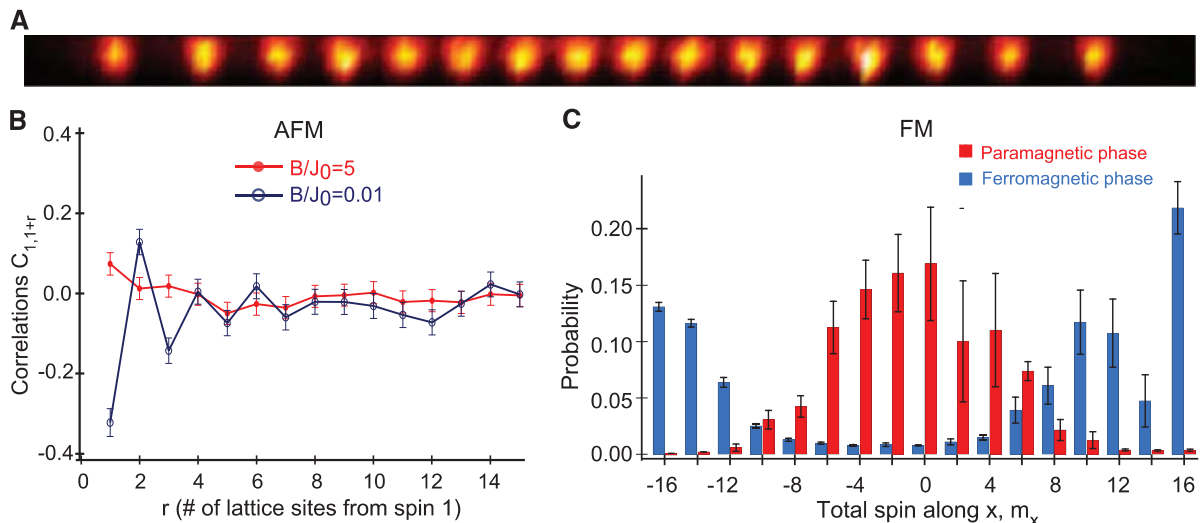 A
B
AFM
B/J0=5
B/J0=0.01
0.4
0.2
0.0
-0.2
-0.4
Correlations C1,1+r
0 2 4 6 8 10 12 14
r (# of lattice sites from spin 1)
C
FM
Paramagnetic phase
Ferromagnetic phase
0.20
0.15
0.10
0.05
0.00
Probability
-16 -12 -8 -4 0 4 8 12 16
Total spin along x, mx